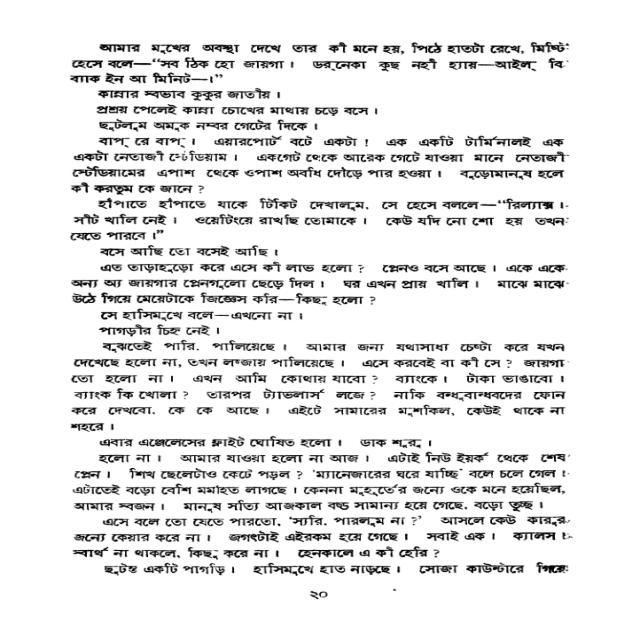 আমার মুখের অবস্থা দেখে তার কী মনে হয়, পিঠে হাতটা রেখে, মিষ্টি
হেসে বলে—“সব ঠিক হো জায়গা। ডর্‌নেকা কুছ নহী হ্যায়—আইল্ বি
ব্যাক ইন আ মিনিট—।”
কান্নার স্বভাব কুকুর জাতীয়।
প্রশ্রয় পেলেই কান্না চোখের মাথায় চড়ে বসে।
ছুটলুম অমুক নম্বর গেটের দিকে।
বাপ্ রে বাপ্। এয়ারপোর্ট বটে একটা! এক একটি টার্মিনালই এক
একটা নেতাজী স্টেডিয়াম। একগেট থেকে আরেক গেটে যাওয়া মানে নেতাজী
স্টেডিয়ামের এপাশ থেকে ওপাশ অবধি দৌড়ে পার হওয়া। বুড়োমানুষ হলে
কী করতুম কে জানে?
হাঁপাতে হাঁপাতে যাকে টিকিট দেখালুম, সে হেসে বললে—“রিল্যাক্স।
সীট খালি নেই। ওয়েটিংয়ে রাখছি তোমাকে। কেউ যদি নো শো হয় তখন
যেতে পারবে।”
বসে আছি তো বসেই আছি।
এত তাড়াহুড়ো করে এসে কী লাভ হলো? প্লেনও বসে আছে। একে একে
অন্য অ্য জায়গার প্লেনগুলো ছেড়ে দিল। ঘর এখন প্রায় খালি। মাঝে মাঝে
উঠে গিয়ে মেয়েটাকে জিজ্ঞেস করি—কিছু হলো?
সে হাসিমুখে বলে—এখনো না।
পাগড়ীর চিহ্ন নেই।
বুঝতেই পারি, পালিয়েছে। আমার জন্য যথাসাধ্য চেষ্টা করে যখন
দেখেছে হলো না, তখন লজ্জায় পালিয়েছে। এসে করবেই বা কী সে? জায়গা
তো হলো না। এখন আমি কোথায় যাবো? ব্যাংকে। টাকা ভাঙাবো।
ব্যাংক কি খোলা? তারপর ট্যাভলার্স লজে? নাকি বন্ধুবান্ধবদের ফোন
করে দেখবো, কে কে আছে। এইটে সামারের মুশকিল, কেউই থাকে না
শহরে।
এবার এঞ্জেলেসের ফ্লাইট ঘোষিত হলো। ডাক শুরু।
হলো না। আমার যাওয়া হলো না আজ। এটাই নিউ ইয়র্ক থেকে শেষ
প্লেন। শিখ ছেলেটাও কেটে পড়ল? ‘ম্যানেজারের ঘরে যাচ্ছি’ বলে চলে গেল।
এটাতেই বড়ো বেশি মর্মাহত লাগছে। কেননা মুহূর্তের জন্যে ওকে মনে হয়েছিল,
আমার স্বজন। মানুষ সত্যি আজকাল বড্ড সামান্য হয়ে গেছে, বড়ো তুচ্ছ।
এসে বলে তো যেতে পারতো, ‘স্যরি, পারলুম না?’ আসলে কেউ কারুর
জন্যে কেয়ার করে না। জগৎটাই এইরকম হয়ে গেছে। সবাই এক। ক্যালস।
স্বার্থ না থাকলে, কিছু করে না। হেনকালে এ কী হেরি?
ছুটন্ত একটি পাগড়ি। হাসিমুখে হাত নাড়ছে। সোজা কাউন্টারে গিয়ে
২০